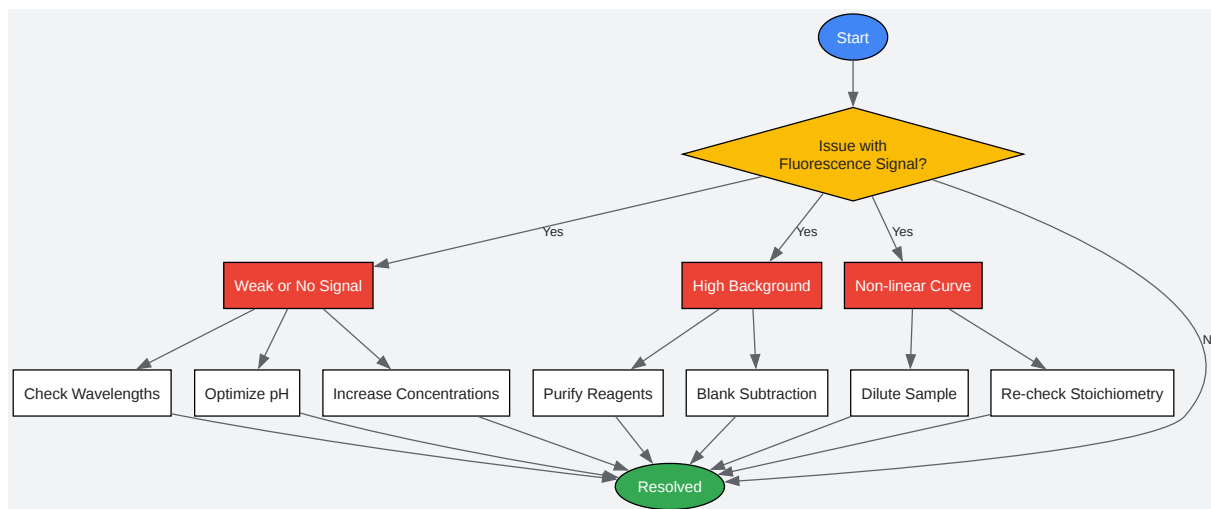 Start
Issue with
Fluorescence Signal?
Yes
Yes
Yes
Weak or No Signal
High Background
Non-linear Curve
N
Check Wavelengths
Optimize pH
Increase Concentrations
Purify Reagents
Blank Subtraction
Dilute Sample
Re-check Stoichiometry
Resolved